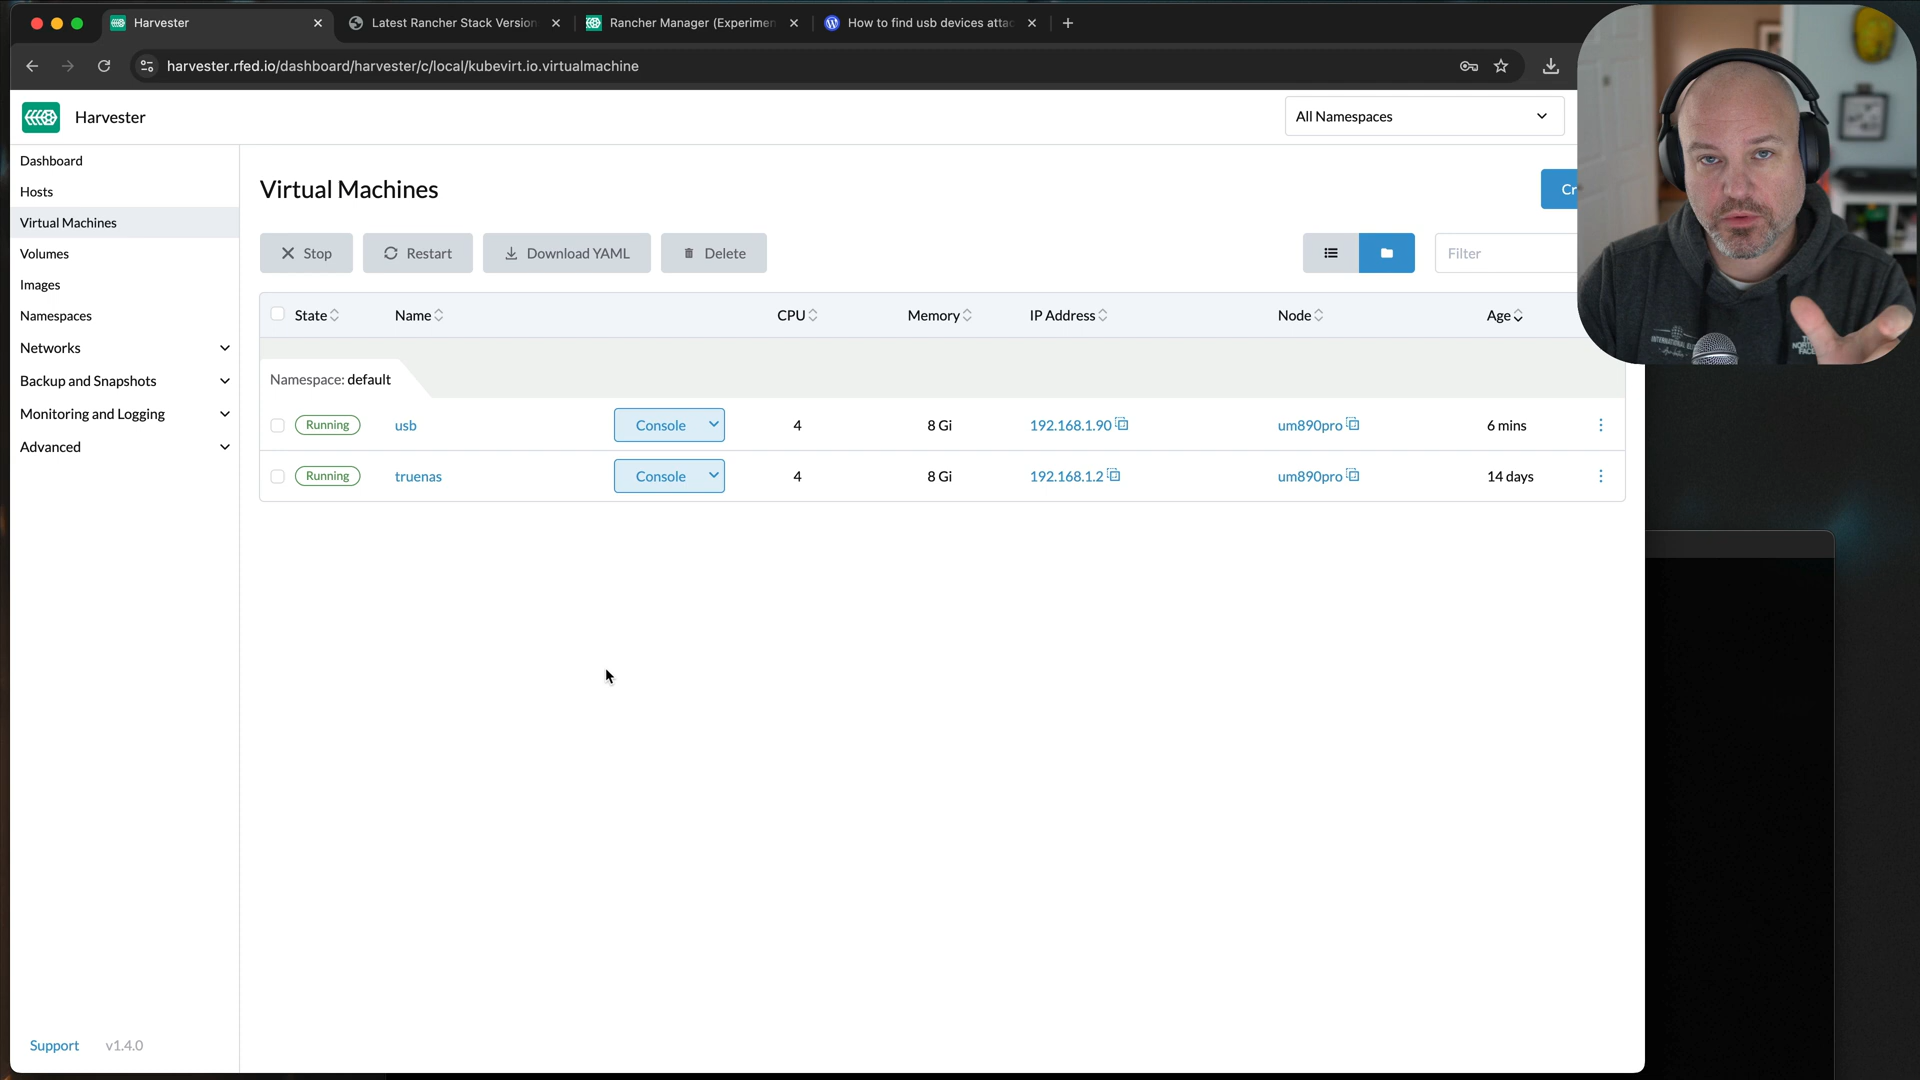 Harvester
Latest Rancher Stack Version
Rancher Manager (Experimen
How to find usb devices attac
harvester.rfed.io/dashboard/harvester/c/local/kubevirt.io.virtualmachine
Harvester
All Namespaces
Dashboard
Hosts
Virtual Machines
Volumes
Images
Namespaces
Networks
Backup and Snapshots
Monitoring and Logging
Advanced
Virtual Machines
Cr
Stop
Restart
Download YAML
Delete
Filter
State Name CPU Memory IP Address Node Age
Namespace: default
Running usb Console 4 8 Gi 192.168.1.90 um890pro 6 mins
Running truenas Console 4 8 Gi 192.168.1.2 um890pro 14 days
Support v1.4.0